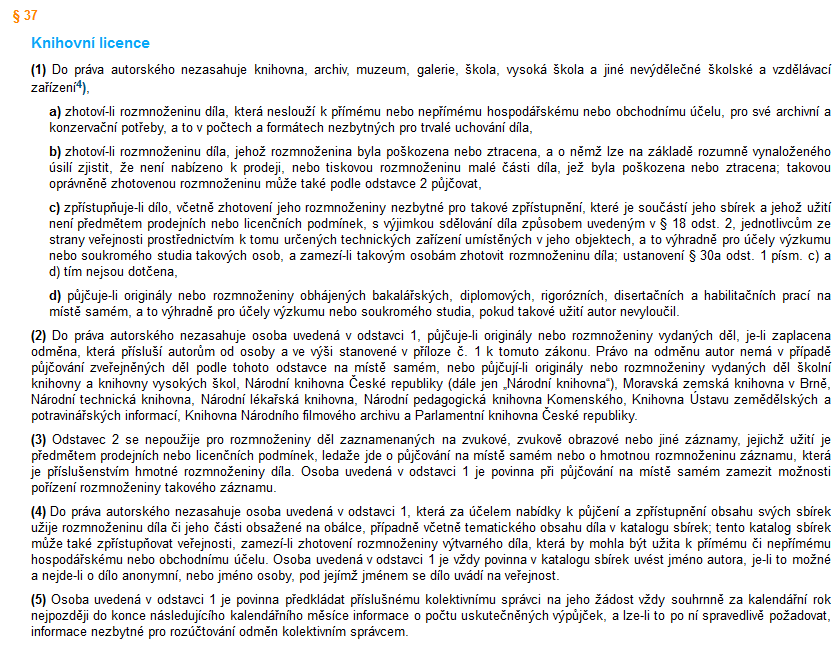 § 37
Knihovní licence
(1) Do práva autorského nezasahuje knihovna, archiv, muzeum, galerie, škola, vysoká škola a jiné nevýdělečné školské a vzdělávací
zařízení4),
a) zhotoví-li rozmnoženinu díla, která neslouží k přímému nebo nepřímému hospodářskému nebo obchodnímu účelu, pro své archivní a
konzervační potřeby, a to v počtech a formátech nezbytných pro trvalé uchování díla,
b) zhotoví-li rozmnoženinu díla, jehož rozmnoženina byla poškozena nebo ztracena, a o němž lze na základě rozumně vynaloženého
úsilí zjistit, že není nabízeno k prodeji, nebo tiskovou rozmnoženinu malé části díla, jež byla poškozena nebo ztracena; takovou
oprávněně zhotovenou rozmnoženinu může také podle odstavce 2 půjčovat,
c) zpřístupňuje-li dílo, včetně zhotovení jeho rozmnoženiny nezbytné pro takové zpřístupnění, které je součástí jeho sbírek a jehož užití
není předmětem prodejních nebo licenčních podmínek, s výjimkou sdělování díla způsobem uvedeným v § 18 odst. 2, jednotlivcům ze
strany veřejnosti prostřednictvím k tomu určených technických zařízení umístěných v jeho objektech, a to výhradně pro účely výzkumu
nebo soukromého studia takových osob, a zamezí-li takovým osobám zhotovit rozmnoženinu díla; ustanovení § 30a odst. 1 písm. c) a
d) tím nejsou dotčena,
d) půjčuje-li originály nebo rozmnoženiny obhájených bakalářských, diplomových, rigorózních, disertačních a habilitačních prací na
místě samém, a to výhradně pro účely výzkumu nebo soukromého studia, pokud takové užití autor nevyloučil.
(2) Do práva autorského nezasahuje osoba uvedená v odstavci 1, půjčuje-li originály nebo rozmnoženiny vydaných děl, je-li zaplacena
odměna, která přísluší autorům od osoby a ve výši stanovené v příloze č. 1 k tomuto zákonu. Právo na odměnu autor nemá v případě
půjčování zveřejněných děl podle tohoto odstavce na místě samém, nebo půjčují-li originály nebo rozmnoženiny vydaných děl školní
knihovny a knihovny vysokých škol, Národní knihovna České republiky (dále jen „Národní knihovna“), Moravská zemská knihovna v Brně,
Národní technická knihovna, Národní lékařská knihovna, Národní pedagogická knihovna Komenského, Knihovna Ústavu zemědělských a
potravinářských informací, Knihovna Národního filmového archivu a Parlamentní knihovna České republiky.
(3) Odstavec 2 se nepoužije pro rozmnoženiny děl zaznamenaných na zvukové, zvukově obrazové nebo jiné záznamy, jejichž užití je
předmětem prodejních nebo licenčních podmínek, ledaže jde o půjčování na místě samém nebo o hmotnou rozmnoženinu záznamu, která
je příslušenstvím hmotné rozmnoženiny díla. Osoba uvedená v odstavci 1 je povinna při půjčování na místě samém zamezit možnosti
pořízení rozmnoženiny takového záznamu.
(4) Do práva autorského nezasahuje osoba uvedená v odstavci 1, která za účelem nabídky k půjčení a zpřístupnění obsahu svých sbírek
užije rozmnoženinu díla či jeho části obsažené na obálce, případně včetně tematického obsahu díla v katalogu sbírek; tento katalog sbírek
může také zpřístupňovat veřejnosti, zamezí-li zhotovení rozmnoženiny výtvarného díla, která by mohla být užita k přímému či nepřímému
hospodářskému nebo obchodnímu účelu. Osoba uvedená v odstavci 1 je vždy povinna v katalogu sbírek uvést jméno autora, je-li to možné
a nejde-li o dílo anonymní, nebo jméno osoby, pod jejímž jménem se dílo uvádí na veřejnost.
(5) Osoba uvedená v odstavci 1 je povinna předkládat příslušnému kolektivnímu správci na jeho žádost vždy souhrnně za kalendářní rok
nejpozději do konce následujícího kalendářního měsíce informace o počtu uskutečněných výpůjček, a lze-li to po ní spravedlivě požadovat,
informace nezbytné pro rozúčtování odměn kolektivním správcem.